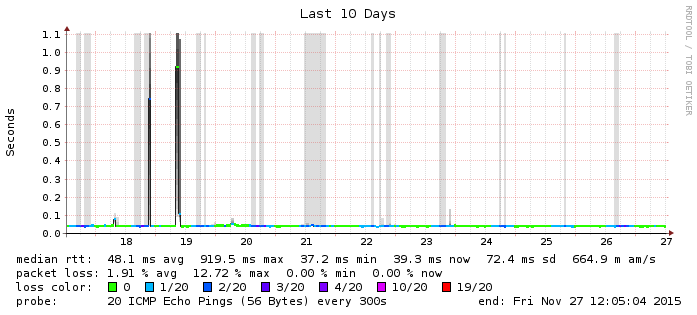 Last 10 Days
RRDTOOL / TOBI OETIKER
Seconds
1.1
1.0
0.9
0.8
0.7
0.6
0.5
0.4
0.3
0.2
0.1
0.0
18 19 20 21 22 23 24 25 26 27
median rtt: 48.1 ms avg 919.5 ms max 37.2 ms min 39.3 ms now 72.4 ms sd 664.9 m am/s
packet loss: 1.91 % avg 12.72 % max 0.00 % min 0.00 % now
loss color: 0 1/20 2/20 3/20 4/20 10/20 19/20
probe: 20 ICMP Echo Pings (56 Bytes) every 300s end: Fri Nov 27 12:05:04 2015